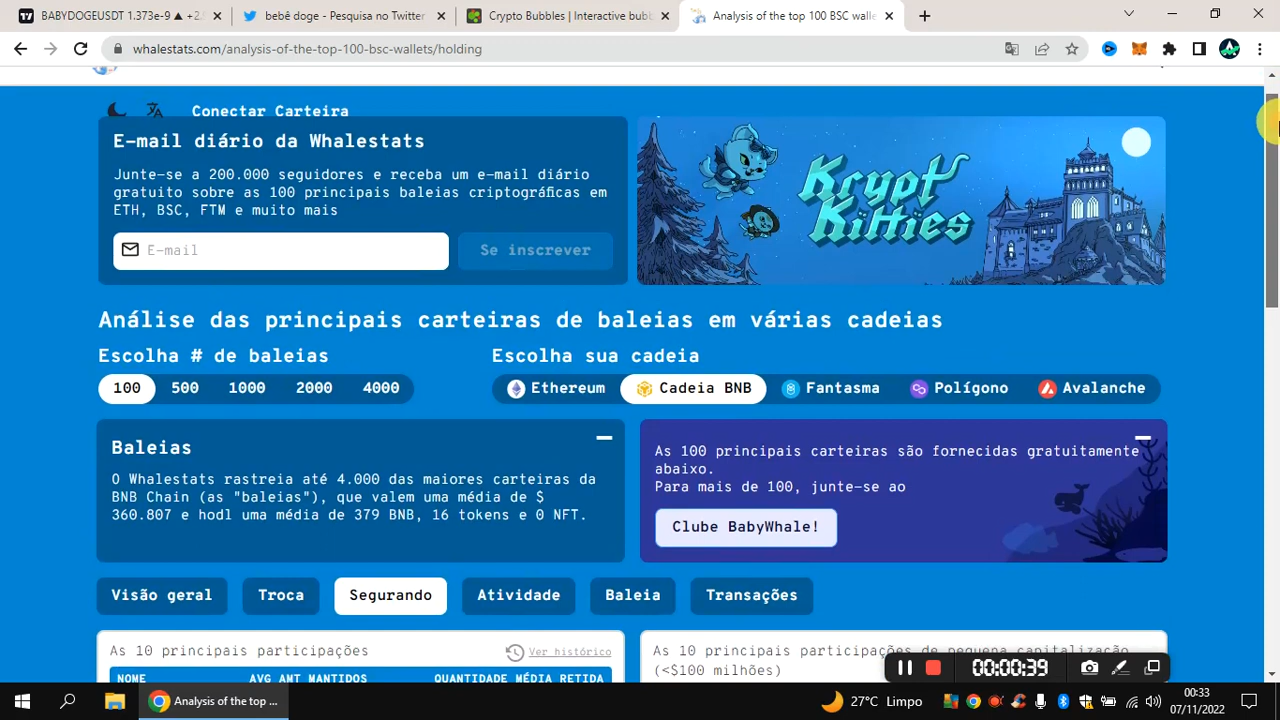 BABYDOGEUSDT 1.373e-9 ▲ +2.
bebê doge - Pesquisa no Twitter
Crypto Bubbles | Interactive bubb
Analysis of the top 100 BSC walle
whalestats.com/analysis-of-the-top-100-bsc-wallets/holding
Conectar Carteira
E-mail diário da Whalestats
Junte-se a 200.000 seguidores e receba um e-mail diário
gratuito sobre as 100 principais baleias criptográficas em
ETH, BSC, FTM e muito mais
E-mail
Se inscrever
Krypt
Kitties
Análise das principais carteiras de baleias em várias cadeias
Escolha # de baleias
Escolha sua cadeia
100 500 1000 2000 4000
Ethereum Cadeia BNB Fantasma Polígono Avalanche
Baleias
O Whalestats rastreia até 4.000 das maiores carteiras da
BNB Chain (as "baleias"), que valem uma média de $
360.807 e hodl uma média de 379 BNB, 16 tokens e 0 NFT.
As 100 principais carteiras são fornecidas gratuitamente
abaixo.
Para mais de 100, junte-se ao
Clube BabyWhale!
Visão geral Troca Segurando Atividade Baleia Transações
As 10 principais participações
Ver histórico
NOME AVG AMT MANTIDOS QUANTIDADE MÉDIA RETIDA
As 10 principais participações de pequena capitalização
(<$100 milhões)
00:00:39
Analysis of the top ...
27°C Limpo
00:33
07/11/2022